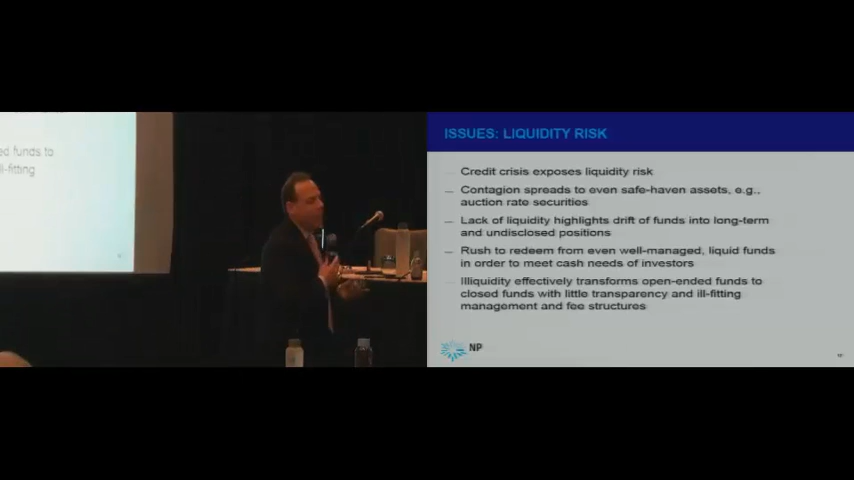 ed funds to
ll-fitting
ISSUES: LIQUIDITY RISK
Credit crisis exposes liquidity risk
Contagion spreads to even safe-haven assets, e.g.,
auction rate securities
Lack of liquidity highlights drift of funds into long-term
and undisclosed positions
Rush to redeem from even well-managed, liquid funds
in order to meet cash needs of investors
Illiquidity effectively transforms open-ended funds to
closed funds with little transparency and ill-fitting
management and fee structures
NP